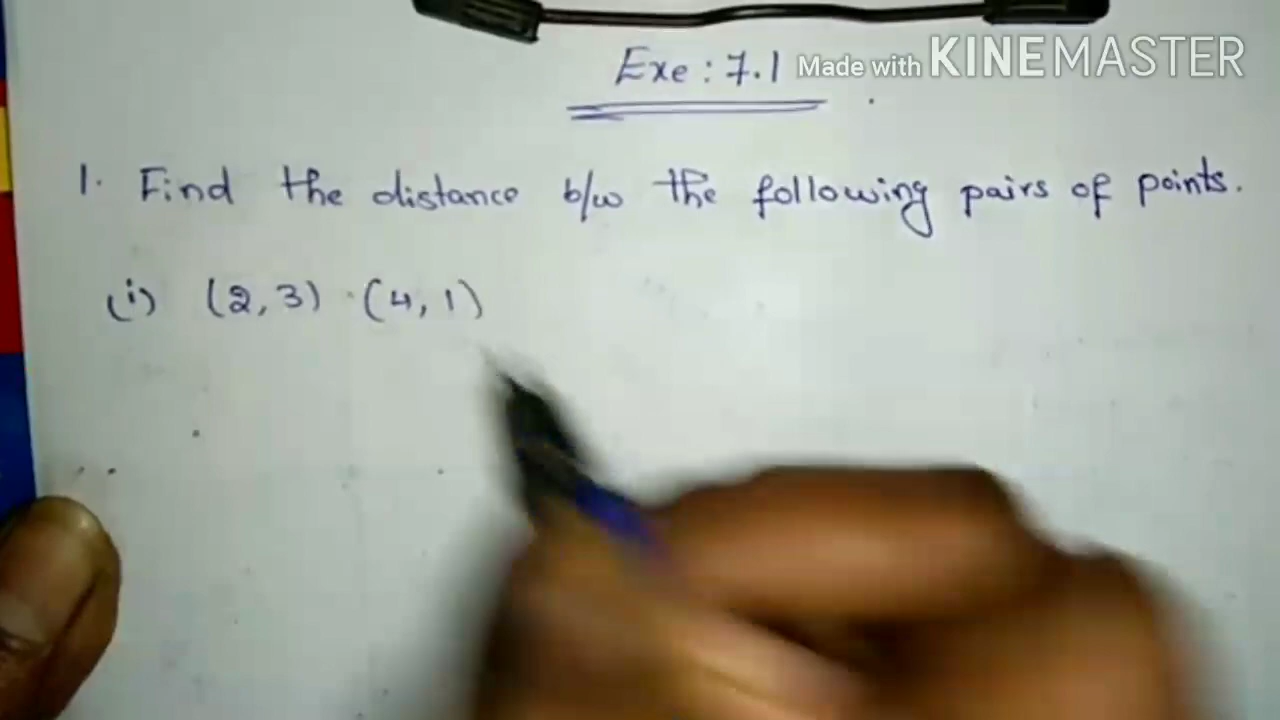 Exe : 7.1
Made with KINEMASTER
1. Find the distance b/w the following pairs of points.
(i) (2,3) (4,1)